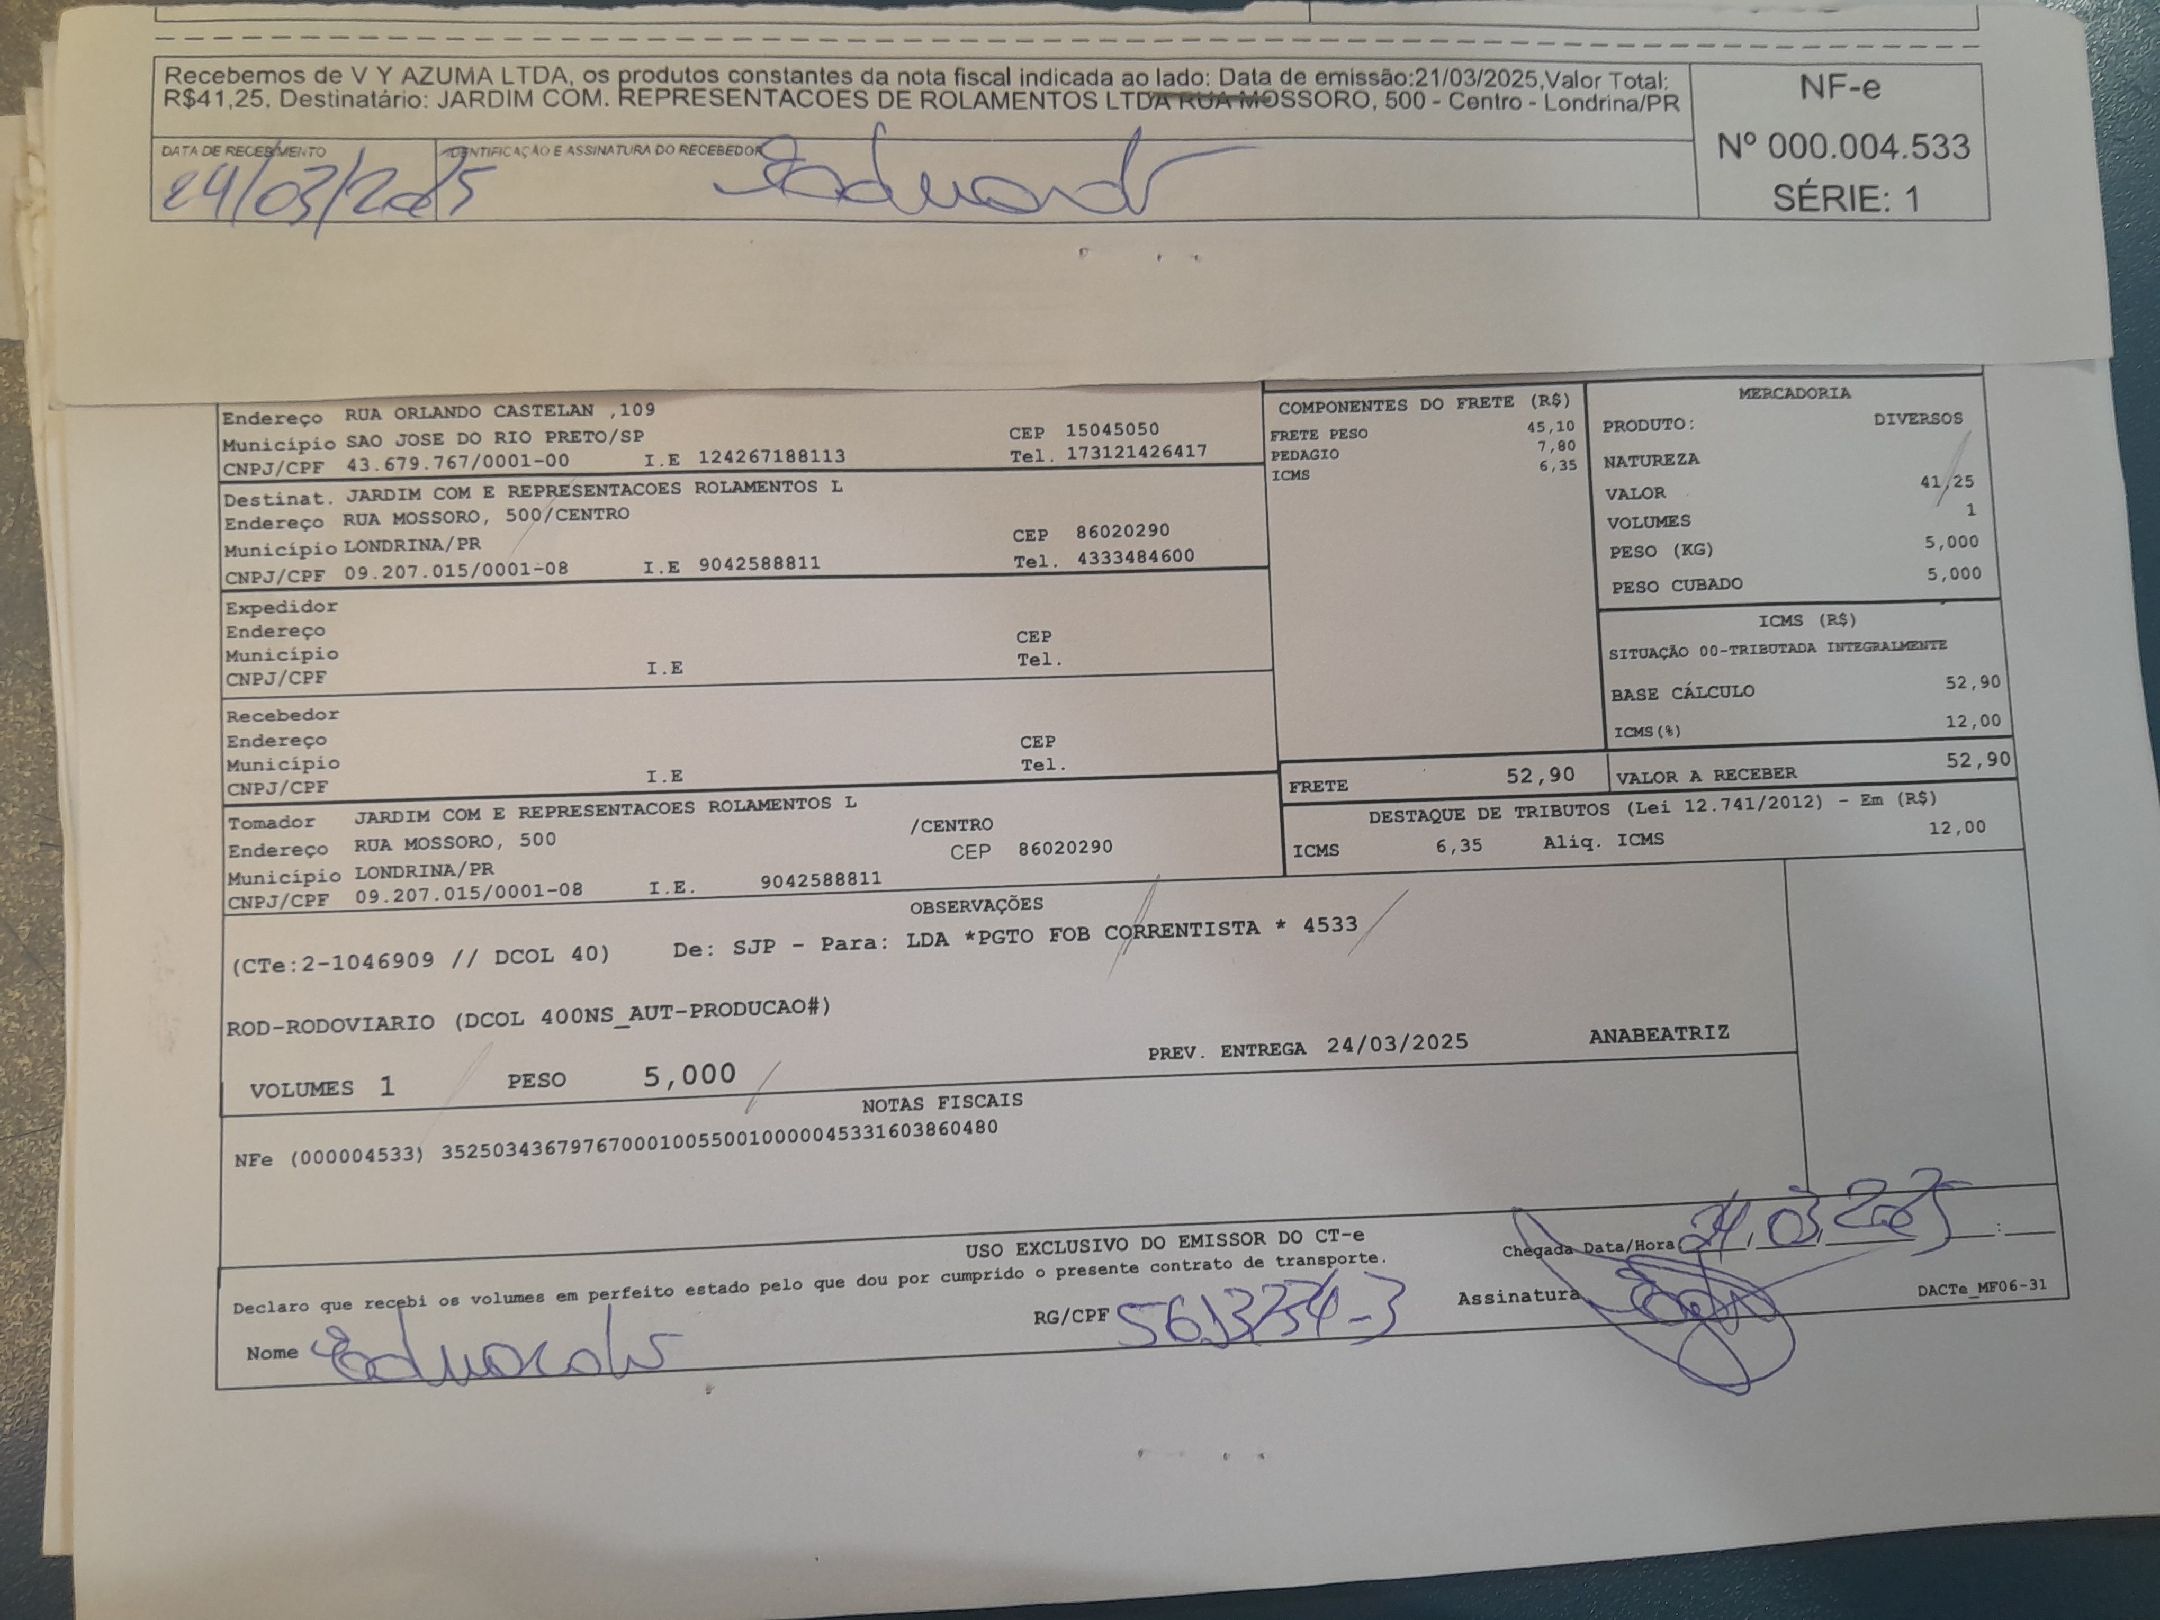 Recebemos de V Y AZUMA LTDA, os produtos constantes da nota fiscal indicada ao lado: Data de emissão:21/03/2025,Valor Total:
R$41,25. Destinatário: JARDIM COM. REPRESENTACOES DE ROLAMENTOS LTDA RUA MOSSORO, 500 - Centro - Londrina/PR
NF-e
Nº 000.004.533
SÉRIE: 1
DATA DE RECEBIMENTO
24/03/2025
IDENTIFICAÇÃO E ASSINATURA DO RECEBEDOR
Eduardo
Endereço RUA ORLANDO CASTELAN ,109
Município SAO JOSE DO RIO PRETO/SP CEP 15045050
CNPJ/CPF 43.679.767/0001-00 I.E 124267188113 Tel. 173121426417
Destinat. JARDIM COM E REPRESENTACOES ROLAMENTOS L
Endereço RUA MOSSORO, 500/CENTRO
Município LONDRINA/PR CEP 86020290
CNPJ/CPF 09.207.015/0001-08 I.E 9042588811 Tel. 4333484600
Expedidor
Endereço
Município CEP
CNPJ/CPF I.E Tel.
Recebedor
Endereço
Município CEP
CNPJ/CPF I.E Tel.
Tomador JARDIM COM E REPRESENTACOES ROLAMENTOS L
Endereço RUA MOSSORO, 500 /CENTRO
Município LONDRINA/PR CEP 86020290
CNPJ/CPF 09.207.015/0001-08 I.E. 9042588811
COMPONENTES DO FRETE (R$)
FRETE PESO 45,10
PEDAGIO 7,80
ICMS 6,35
MERCADORIA
PRODUTO: DIVERSOS
NATUREZA
VALOR 41,25
VOLUMES 1
PESO (KG) 5,000
PESO CUBADO 5,000
ICMS (R$)
SITUAÇÃO 00-TRIBUTADA INTEGRALMENTE
BASE CÁLCULO 52,90
ICMS(%) 12,00
FRETE 52,90 VALOR A RECEBER 52,90
DESTAQUE DE TRIBUTOS (Lei 12.741/2012) - Em (R$)
ICMS 6,35 Aliq. ICMS 12,00
OBSERVAÇÕES
(CTe:2-1046909 // DCOL 40) De: SJP - Para: LDA *PGTO FOB CORRENTISTA * 4533
ROD-RODOVIARIO (DCOL 400NS_AUT-PRODUCAO#)
PREV. ENTREGA 24/03/2025 ANABEATRIZ
VOLUMES 1 PESO 5,000
NOTAS FISCAIS
NFe (000004533) 35250343679767000100550010000045331603860480
USO EXCLUSIVO DO EMISSOR DO CT-e
Declaro que recebi os volumes em perfeito estado pelo que dou por cumprido o presente contrato de transporte.
Chegada Data/Hora 24, 03, 2025 :
Nome Eduardo
RG/CPF
Assinatura
DACTe_MF06-31